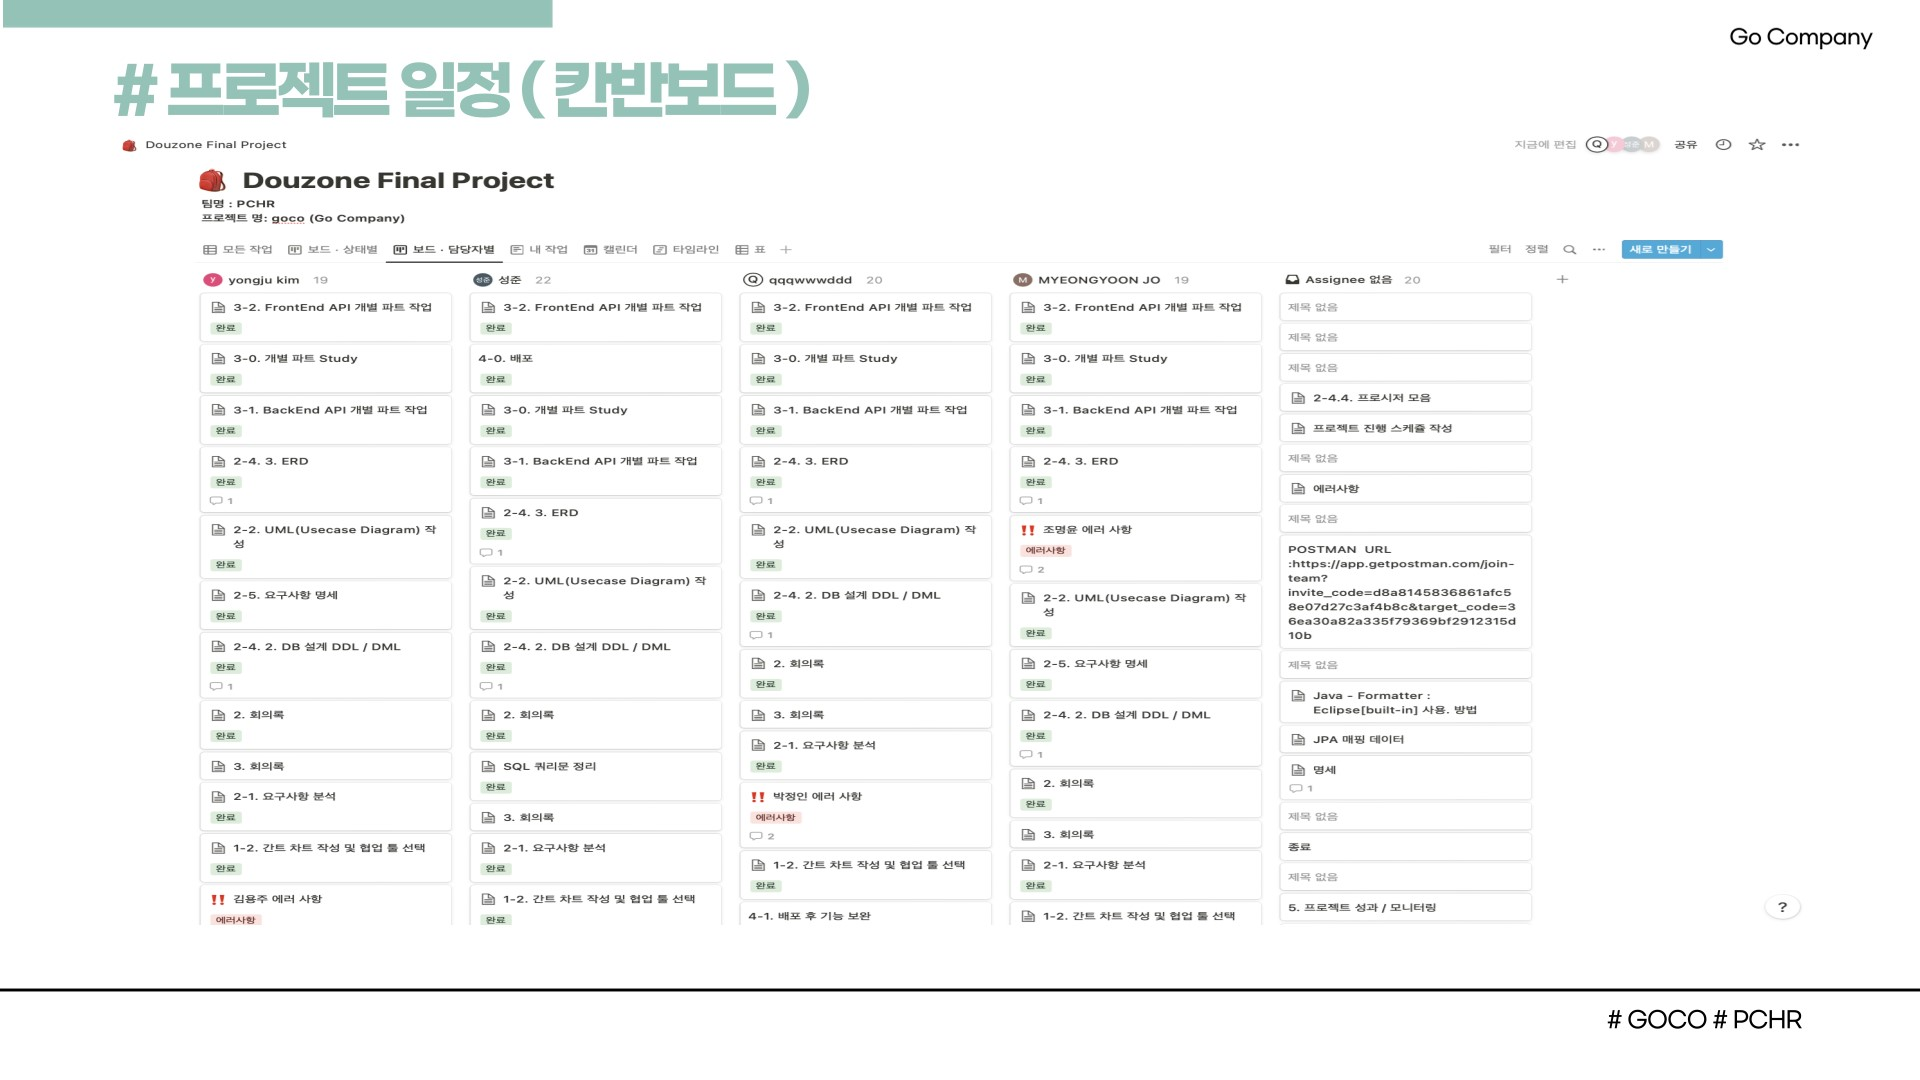 Go Company
# 프로젝트 일정 ( 칸반보드 )
Douzone Final Project
지금에 편집
Q Y 성준 M
공유
Douzone Final Project
팀명 : PCHR
프로젝트 명: goco (Go Company)
모든 작업 보드 · 상태별 보드 · 담당자별 내 작업 31 캘린더 타임라인 표
필터 정렬 ··· 새로 만들기
Y yongju kim 19
3-2. FrontEnd API 개별 파트 작업
완료
3-0. 개별 파트 Study
완료
3-1. BackEnd API 개별 파트 작업
완료
2-4. 3. ERD
완료
1
2-2. UML(Usecase Diagram) 작
성
완료
2-5. 요구사항 명세
완료
2-4. 2. DB 설계 DDL / DML
완료
1
2. 회의록
완료
3. 회의록
2-1. 요구사항 분석
완료
1-2. 간트 차트 작성 및 협업 툴 선택
완료
!! 김용주 에러 사항
에러사항
성준 성준 22
3-2. FrontEnd API 개별 파트 작업
완료
4-0. 배포
완료
3-0. 개별 파트 Study
완료
3-1. BackEnd API 개별 파트 작업
완료
2-4. 3. ERD
완료
1
2-2. UML(Usecase Diagram) 작
성
완료
2-4. 2. DB 설계 DDL / DML
완료
1
2. 회의록
완료
SQL 쿼리문 정리
완료
3. 회의록
2-1. 요구사항 분석
완료
1-2. 간트 차트 작성 및 협업 툴 선택
완료
Q qqqwwwddd 20
3-2. FrontEnd API 개별 파트 작업
완료
3-0. 개별 파트 Study
완료
3-1. BackEnd API 개별 파트 작업
완료
2-4. 3. ERD
완료
1
2-2. UML(Usecase Diagram) 작
성
완료
2-4. 2. DB 설계 DDL / DML
완료
1
2. 회의록
완료
3. 회의록
2-1. 요구사항 분석
완료
!! 박정인 에러 사항
에러사항
2
1-2. 간트 차트 작성 및 협업 툴 선택
완료
4-1. 배포 후 기능 보완
M MYEONGYOON JO 19
3-2. FrontEnd API 개별 파트 작업
완료
3-0. 개별 파트 Study
완료
3-1. BackEnd API 개별 파트 작업
완료
2-4. 3. ERD
완료
1
!! 조명윤 에러 사항
에러사항
2
2-2. UML(Usecase Diagram) 작
성
완료
2-5. 요구사항 명세
완료
2-4. 2. DB 설계 DDL / DML
완료
1
2. 회의록
완료
3. 회의록
2-1. 요구사항 분석
완료
1-2. 간트 차트 작성 및 협업 툴 선택
Assignee 없음 20
제목 없음
제목 없음
제목 없음
2-4.4. 프로시저 모음
프로젝트 진행 스케줄 작성
제목 없음
에러사항
제목 없음
POSTMAN URL
:https://app.getpostman.com/join-
team?
invite_code=d8a8145836861afc5
8e07d27c3af4b8c&target_code=3
6ea30a82a335f79369bf2912315d
10b
제목 없음
Java - Formatter :
Eclipse[built-in] 사용. 방법
JPA 매핑 데이터
명세
1
제목 없음
종료
제목 없음
5. 프로젝트 성과 / 모니터링
?
# GOCO # PCHR